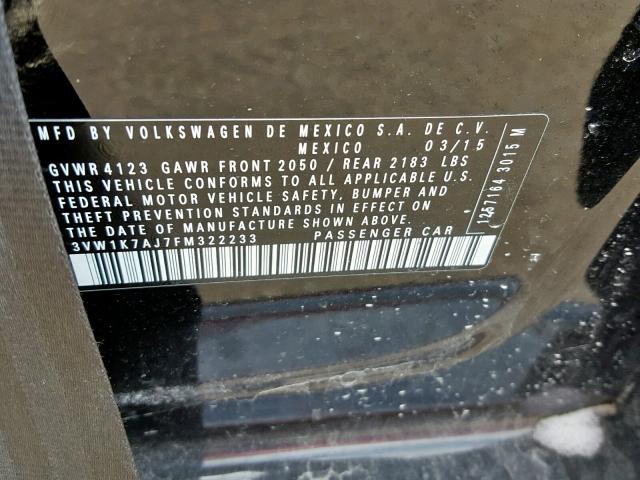 MFD BY VOLKSWAGEN DE MEXICO S.A. DE C.V.
MEXICO 03/15
GVWR 4123 GAWR FRONT 2050 / REAR 2183 LBS
THIS VEHICLE CONFORMS TO ALL APPLICABLE U.S.
FEDERAL MOTOR VEHICLE SAFETY, BUMPER AND
THEFT PREVENTION STANDARDS IN EFFECT ON
THE DATE OF MANUFACTURE SHOWN ABOVE.
3VW1K7AJ7FM322233 PASSENGER CAR
1267164 3015 M